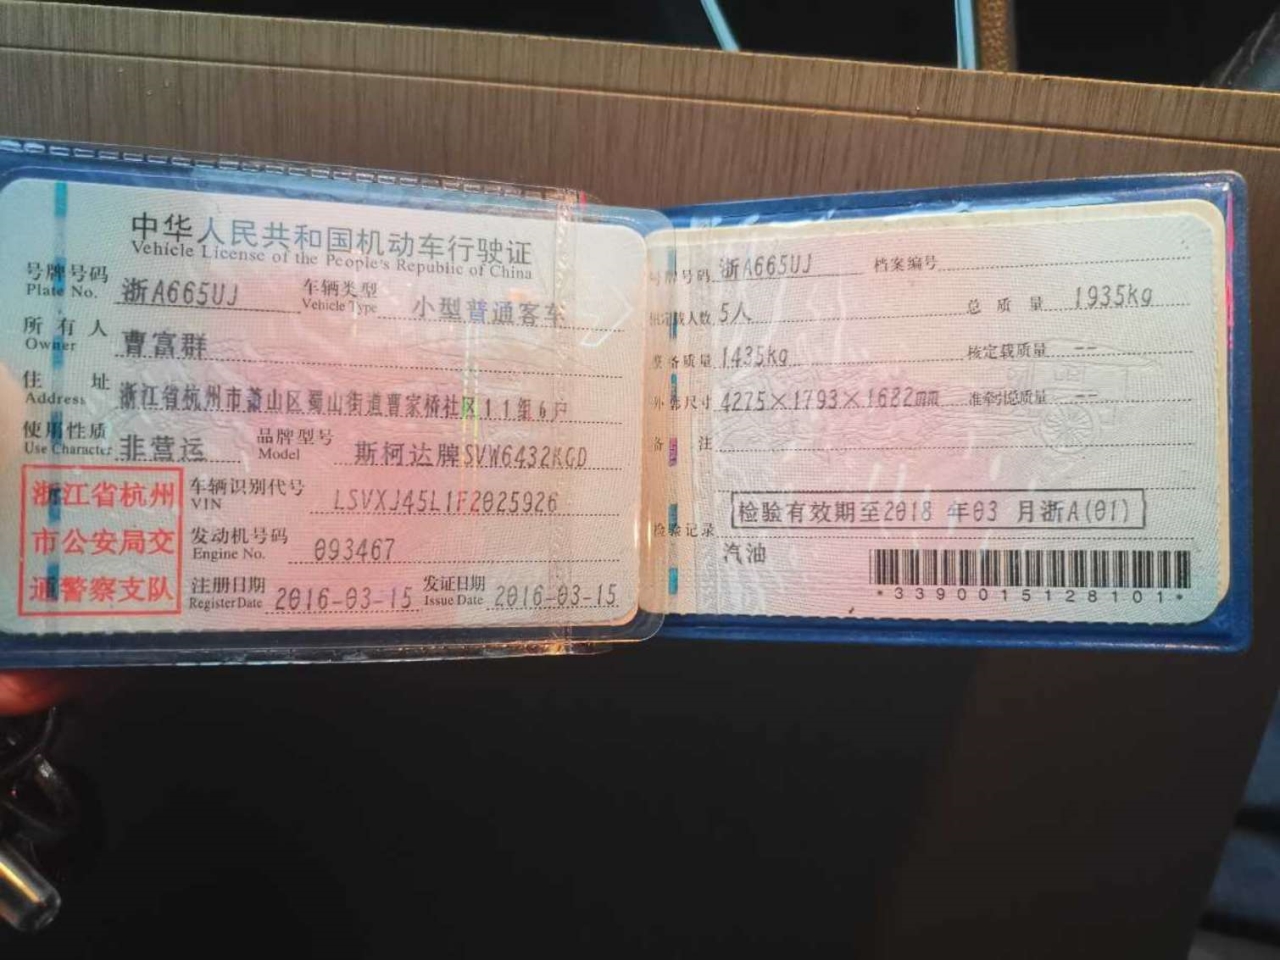 中华人民共和国机动车行驶证
Vehicle License of the People's Republic of China
号牌号码 Plate No. 浙A665UJ 车辆类型 Vehicle Type 小型普通客车
所有人 Owner 曹富群
住址 Address 浙江省杭州市萧山区蜀山街道曹家桥社区11组6户
使用性质 Use Character 非营运 品牌型号 Model 斯柯达牌SVW6432KGD
浙江省杭州市公安局交通警察支队
车辆识别代号 VIN LSVXJ45L1F2025926
发动机号码 Engine No. 093467
注册日期 Register Date 2016-03-15 发证日期 Issue Date 2016-03-15
号牌号码 浙A665UJ 档案编号
核定载人数 5人 总质量 1935kg
整备质量 1435kg 核定载质量 --
外廓尺寸 4275×1793×1682mm 准牵引总质量 --
备注
检验记录 检验有效期至2018年03月浙A(01)
汽油
*3390015128101*